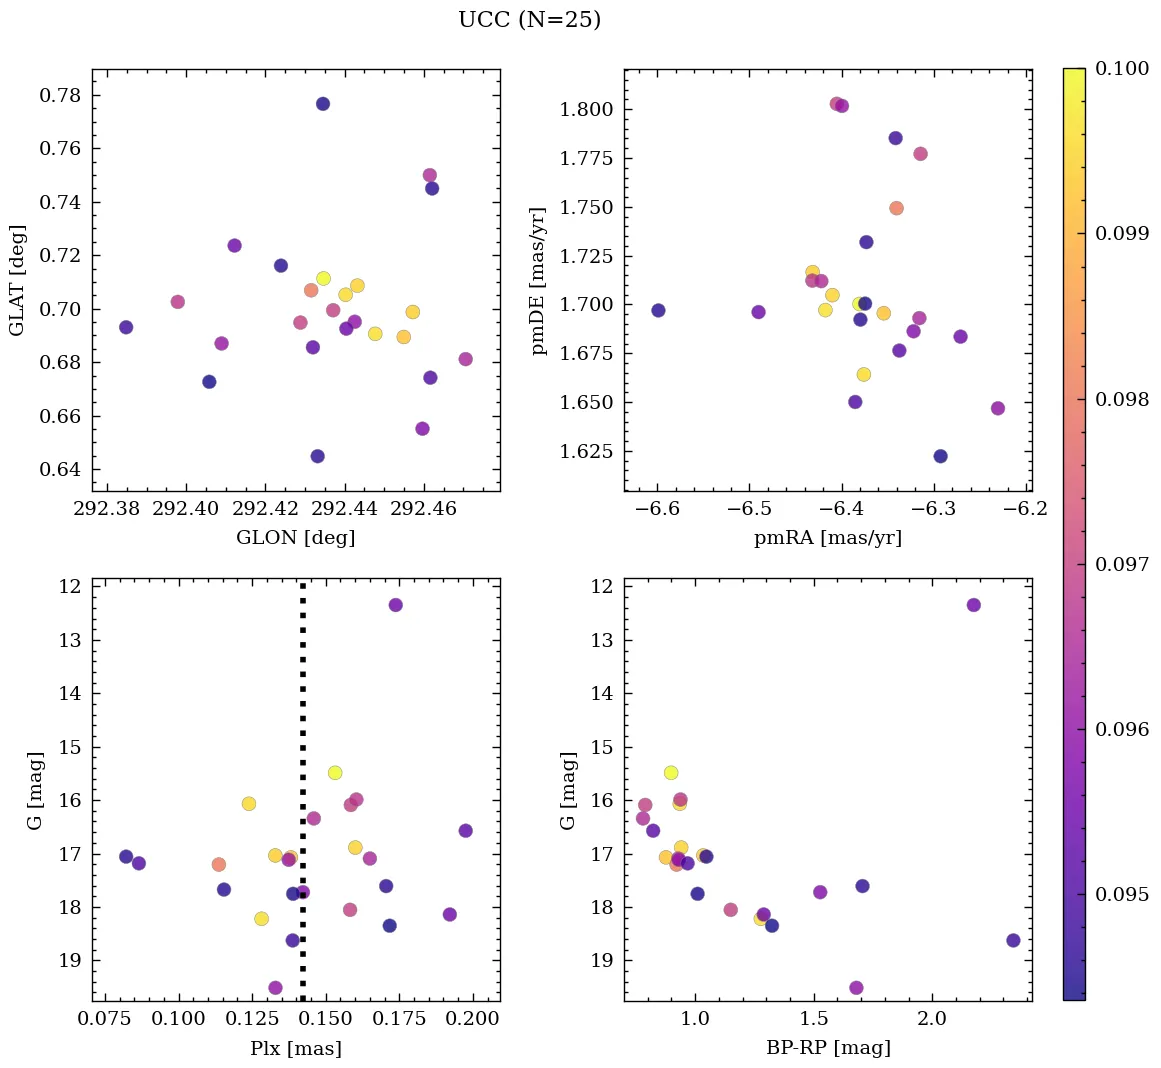 UCC (N=25)
0.78
0.76
0.74
0.72
0.70
0.68
0.66
0.64
GLAT [deg]
292.38 292.40 292.42 292.44 292.46
GLON [deg]
1.800
1.775
1.750
1.725
1.700
1.675
1.650
1.625
pmDE [mas/yr]
−6.6 −6.5 −6.4 −6.3 −6.2
pmRA [mas/yr]
12
13
14
15
16
17
18
19
G [mag]
0.075 0.100 0.125 0.150 0.175 0.200
Plx [mas]
12
13
14
15
16
17
18
19
G [mag]
1.0 1.5 2.0
BP-RP [mag]
0.100
0.099
0.098
0.097
0.096
0.095